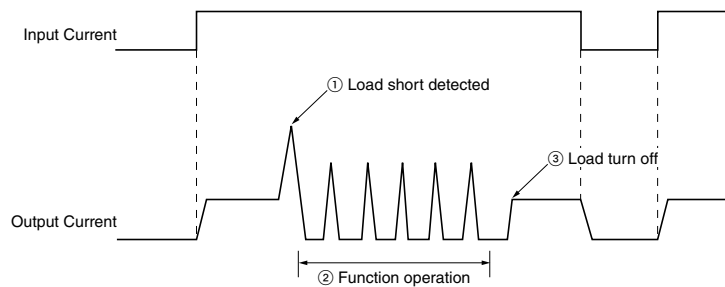 Input Current
① Load short detected
③ Load turn off
Output Current
② Function operation